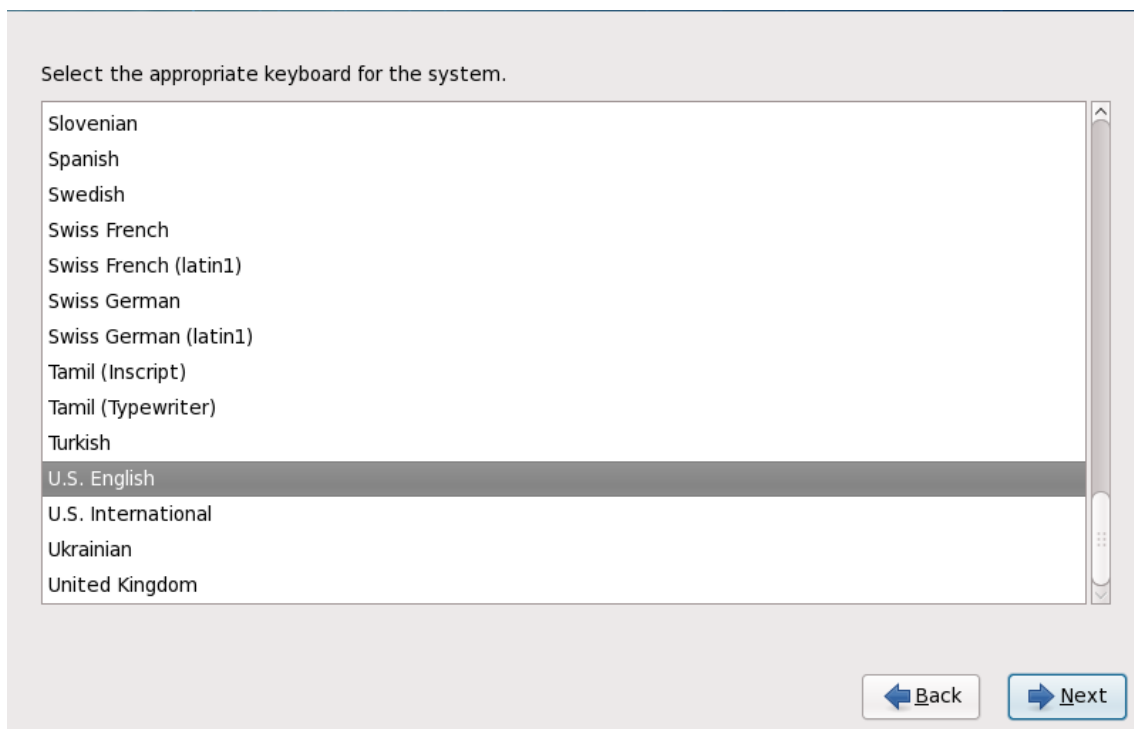 Select the appropriate keyboard for the system.
Slovenian
Spanish
Swedish
Swiss French
Swiss French (latin1)
Swiss German
Swiss German (latin1)
Tamil (Inscript)
Tamil (Typewriter)
Turkish
U.S. English
U.S. International
Ukrainian
United Kingdom
Back Next